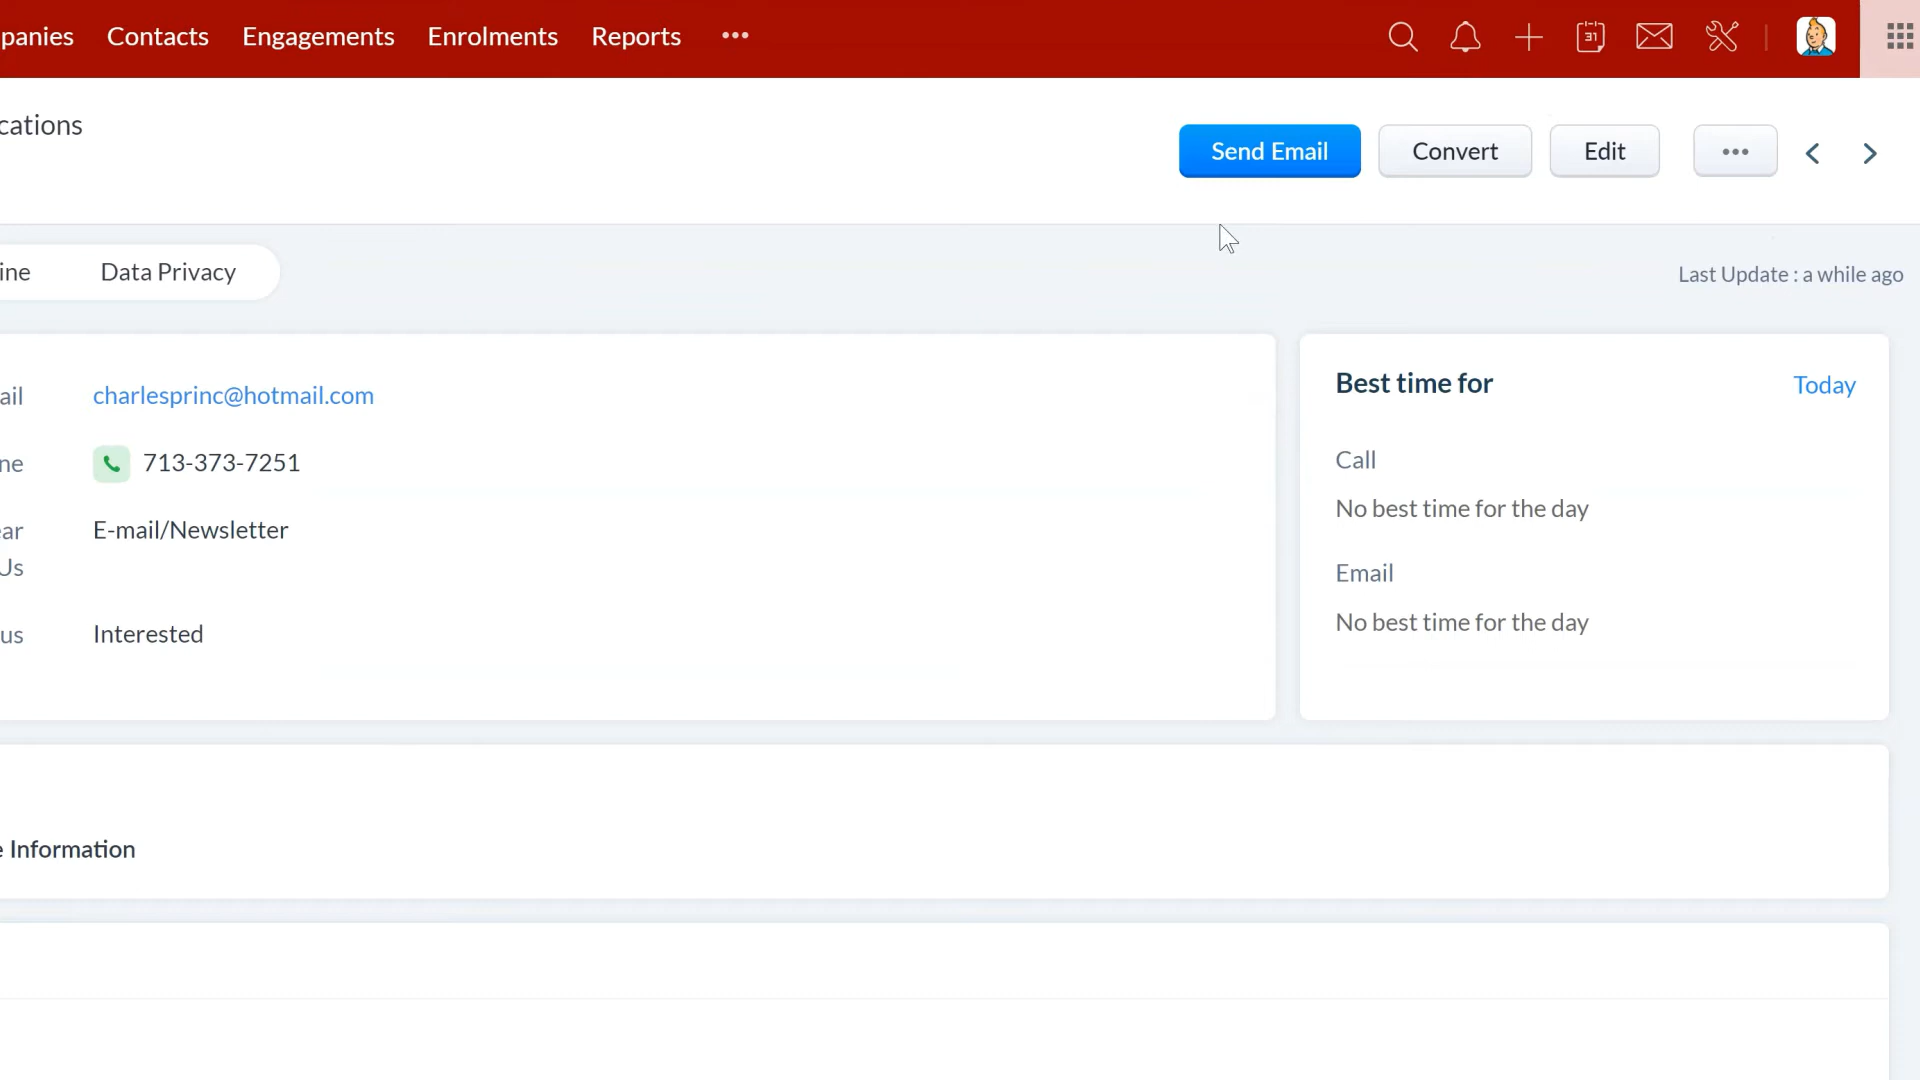 panies Contacts Engagements Enrolments Reports •••
31
cations
Send Email Convert Edit •••
ine Data Privacy
Last Update : a while ago
ail charlesprinc@hotmail.com
ne 713-373-7251
ear E-mail/Newsletter
Us
us Interested
Best time for Today
Call
No best time for the day
Email
No best time for the day
e Information